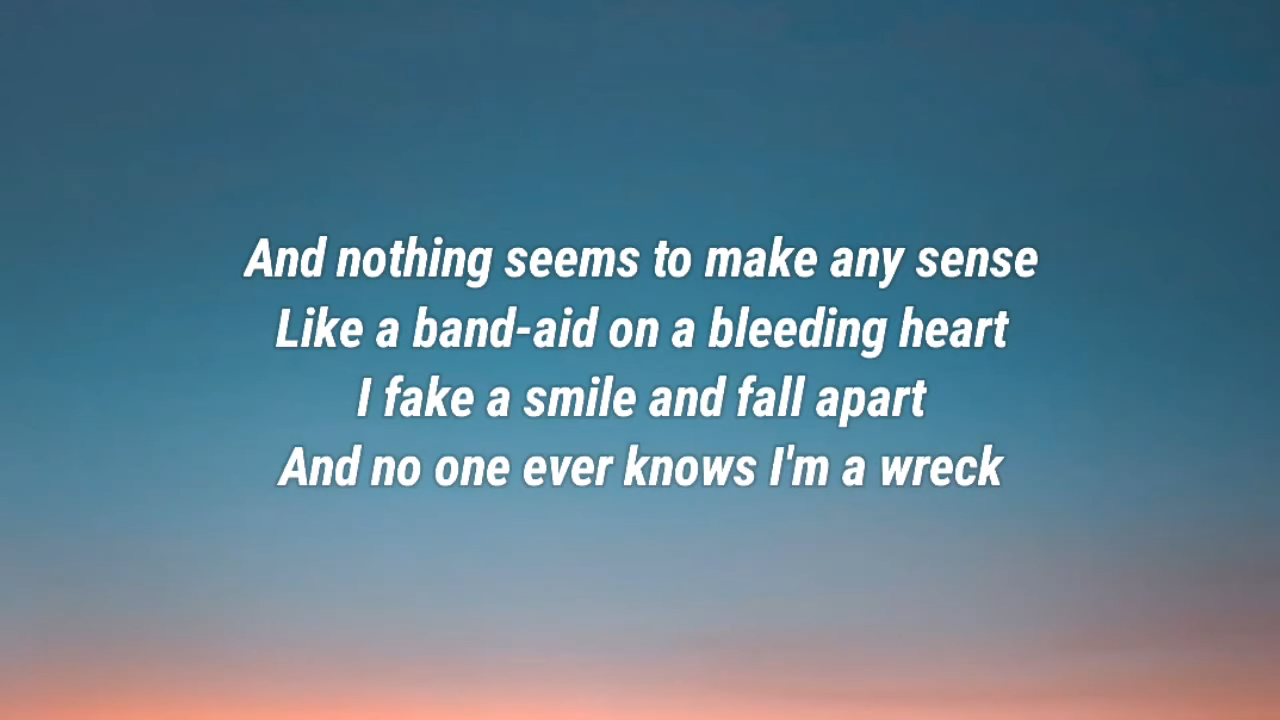 And nothing seems to make any sense
Like a band-aid on a bleeding heart
I fake a smile and fall apart
And no one ever knows I'm a wreck